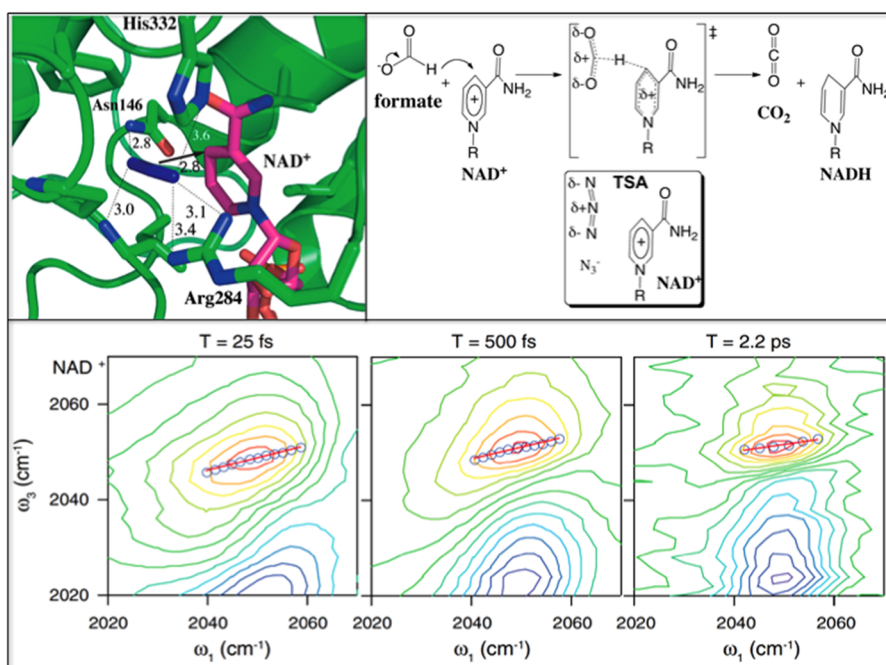 His332
Asn146
2.8
3.6
2.8
NAD+
3.0
3.1
3.4
Arg284
-O
O
H
formate
+
O
NH2
+
N
R
NAD+
δ-O
δ+
δ-O
H
δ+
O
NH2
N
R
‡
O
C
O
CO2
+
O
NH2
N
R
NADH
TSA
δ- N
δ+N
δ- N
N3-
O
NH2
+
N
R
NAD+
T = 25 fs
T = 500 fs
T = 2.2 ps
NAD +
2060
2040
2020
ω3 (cm-1)
2020 2040 2060
2020 2040 2060
2020 2040 2060
ω1 (cm-1)
ω1 (cm-1)
ω1 (cm-1)